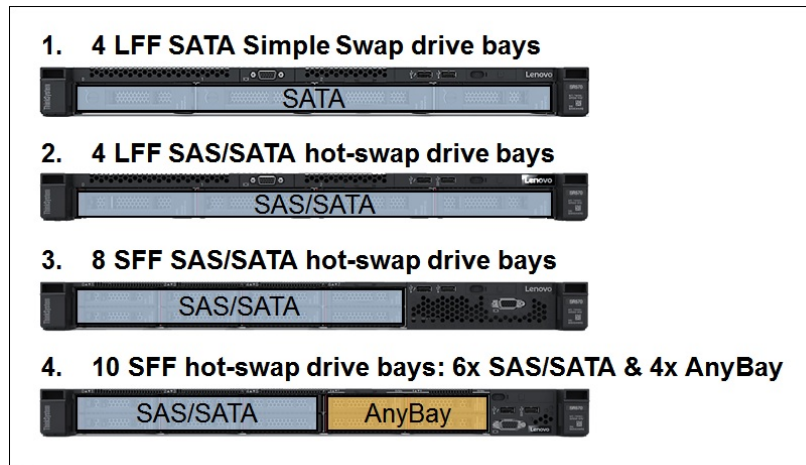 1. 4 LFF SATA Simple Swap drive bays
Lenovo
SATA
2. 4 LFF SAS/SATA hot-swap drive bays
Lenovo
SAS/SATA
3. 8 SFF SAS/SATA hot-swap drive bays
Lenovo
SAS/SATA
4. 10 SFF hot-swap drive bays: 6x SAS/SATA & 4x AnyBay
SAS/SATA AnyBay
Lenovo